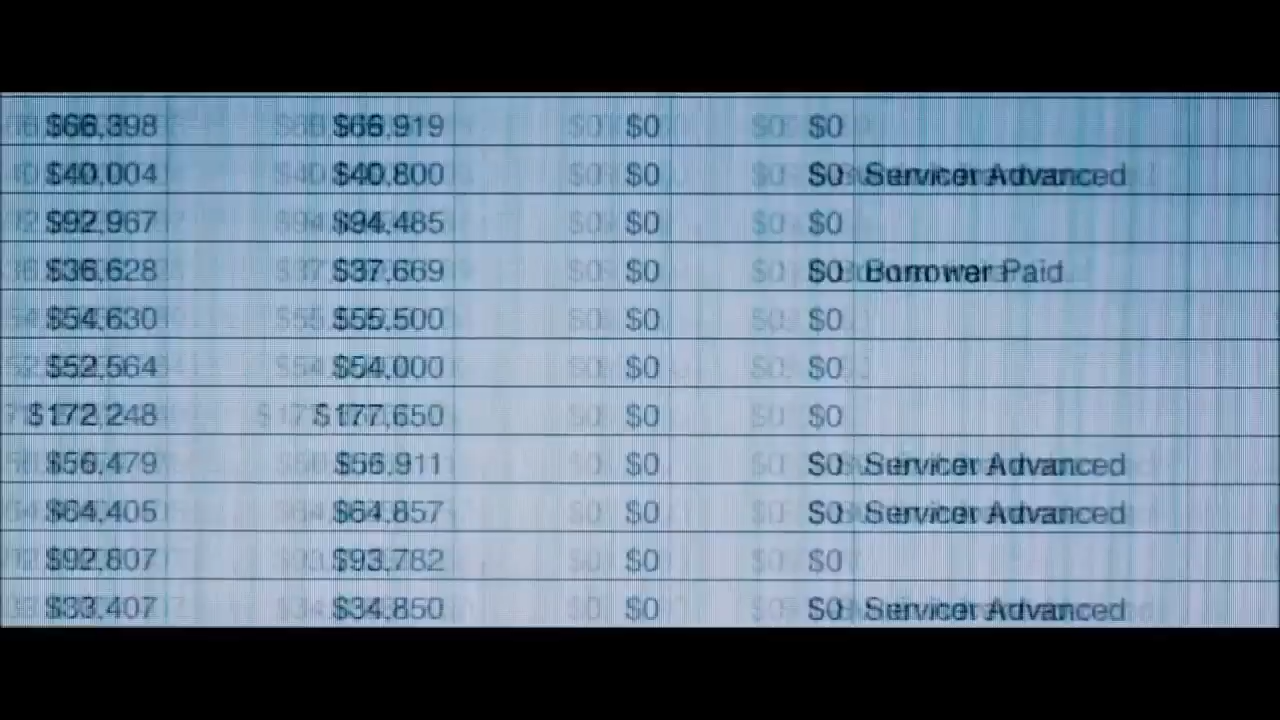 $66,398 $66,919 $0 $0
$40,004 $40,800 $0 $0 Servicer Advanced
$92,967 $94,485 $0 $0
$36,628 $37,669 $0 $0 Borrower Paid
$54,630 $55,500 $0 $0
$52,564 $54,000 $0 $0
$172,248 $177,650 $0 $0
$56,479 $56,911 $0 $0 Servicer Advanced
$64,405 $64,857 $0 $0 Servicer Advanced
$92,807 $93,782 $0 $0
$33,407 $34,850 $0 $0 Servicer Advanced